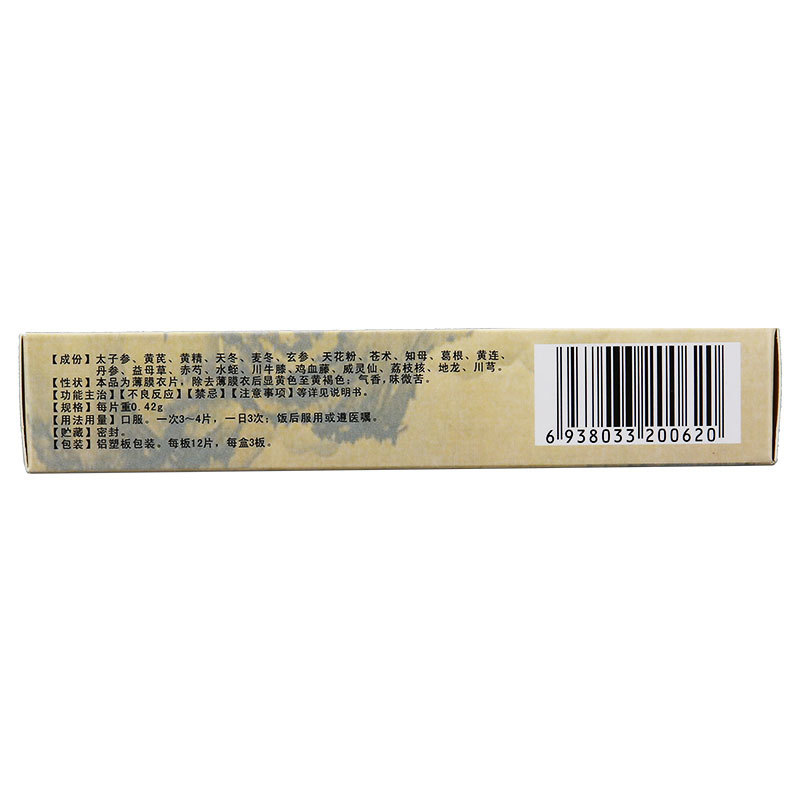 【成份】太子参、黄芪、黄精、天冬、麦冬、玄参、天花粉、苍术、知母、葛根、黄连、
丹参、益母草、赤芍、水蛭、川牛膝、鸡血藤、威灵仙、荔枝核、地龙、川芎。
【性状】本品为薄膜衣片，除去薄膜衣后显黄色至黄褐色；气香，味微苦。
【功能主治】【不良反应】【禁忌】【注意事项】等详见说明书。
【规格】每片重0.42g
【用法用量】口服。一次3～4片，一日3次；饭后服用或遵医嘱。
【贮藏】密封。
【包装】铝塑板包装。每板12片，每盒3板。
6 938033 200620